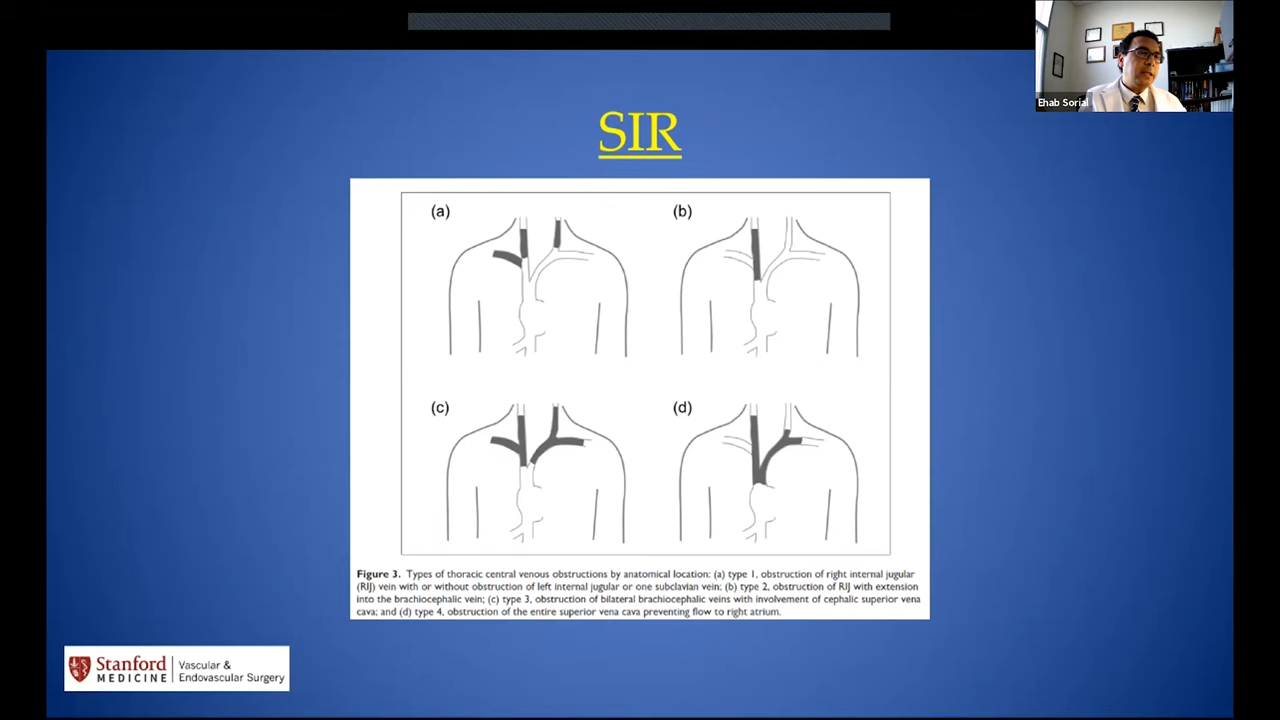 Ehab Sorial
SIR
(a)
(b)
(c)
(d)
Figure 3. Types of thoracic central venous obstructions by anatomical location: (a) type 1, obstruction of right internal jugular
(RIJ) vein with or without obstruction of left internal jugular or one subclavian vein; (b) type 2, obstruction of RIJ with extension
into the brachiocephalic vein; (c) type 3, obstruction of bilateral brachiocephalic veins with involvement of cephalic superior vena
cava; and (d) type 4, obstruction of the entire superior vena cava preventing flow to right atrium.
Stanford
MEDICINE
Vascular &
Endovascular Surgery